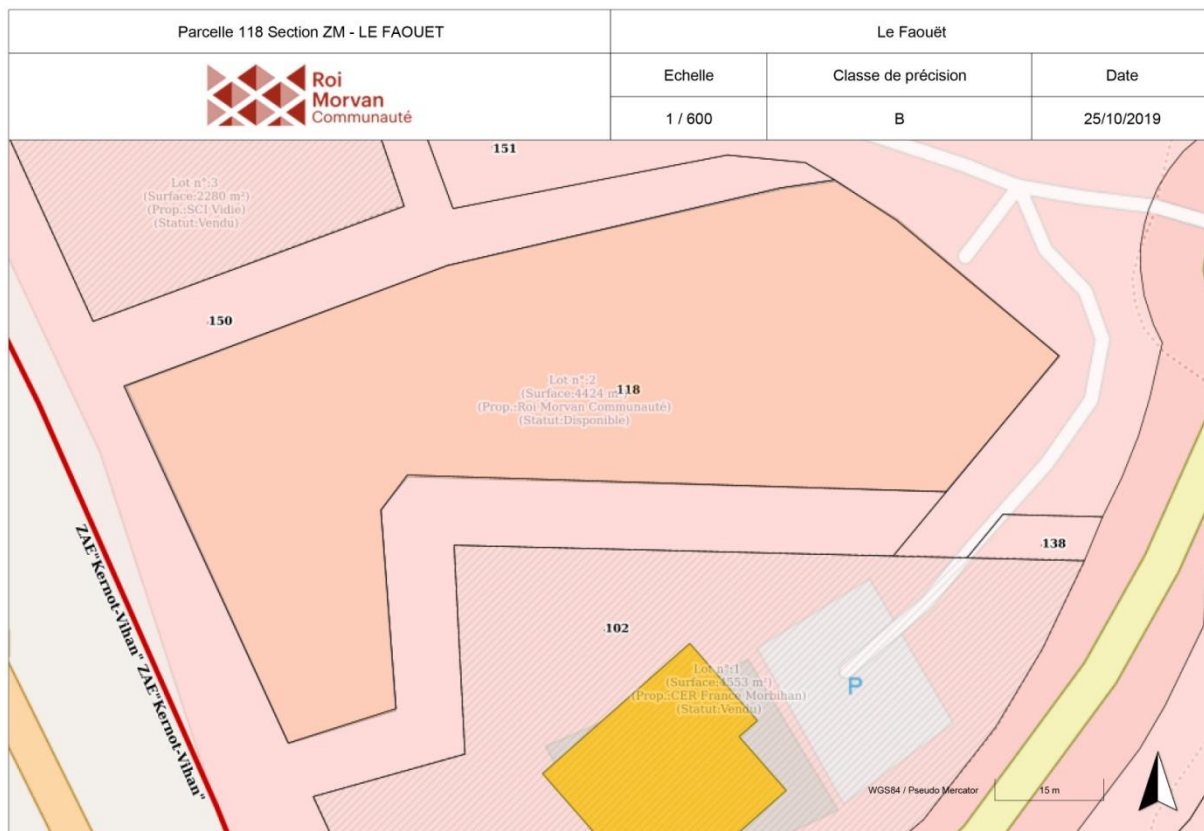 Parcelle 118 Section ZM - LE FAOUET
Le Faouët
Roi
Morvan
Communauté
Echelle
Classe de précision
Date
1 / 600
B
25/10/2019
151
Lot n°:3
(Surface:2280 m²)
(Prop.:SCI Vidie)
(Statut:Vendu)
150
Lot n°:2
(Surface:4424 m²)
118
(Prop.:Roi Morvan Communauté)
(Statut:Disponible)
138
102
Lot n°:1
(Surface:4553 m²)
(Prop.:CER France Morbihan)
(Statut:Vendu)
P
ZAE"Kernot-Vihan" ZAE"Kernot-Vihan"
WGS84 / Pseudo Mercator
15 m